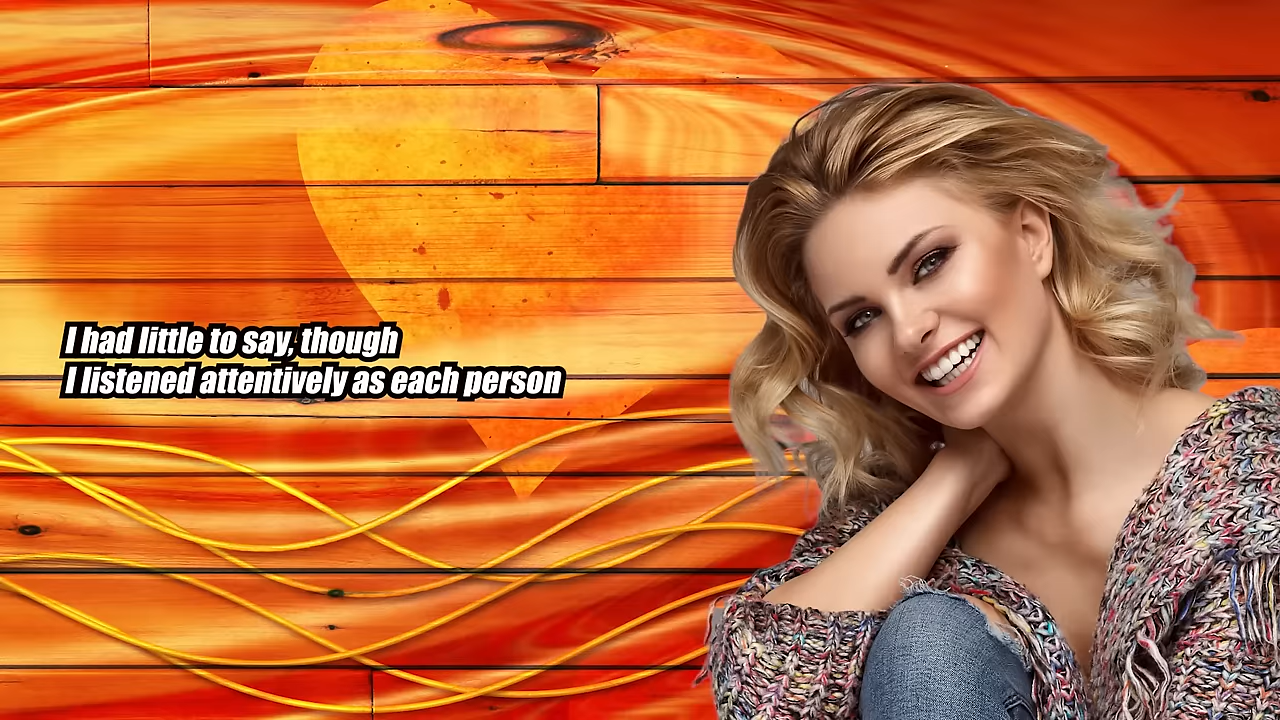 I had little to say, though
I listened attentively as each person